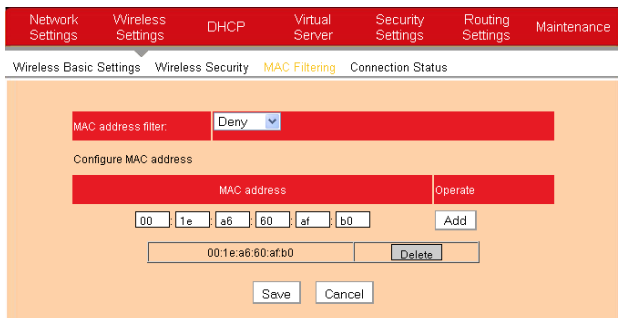 Network Settings Wireless Settings DHCP Virtual Server Security Settings Routing Settings Maintenance
Wireless Basic Settings Wireless Security MAC Filtering Connection Status
MAC address filter: Deny
Configure MAC address
MAC address Operate
00 : 1e : a6 : 60 : af : b0 Add
00:1e:a6:60:af:b0 Delete
Save Cancel